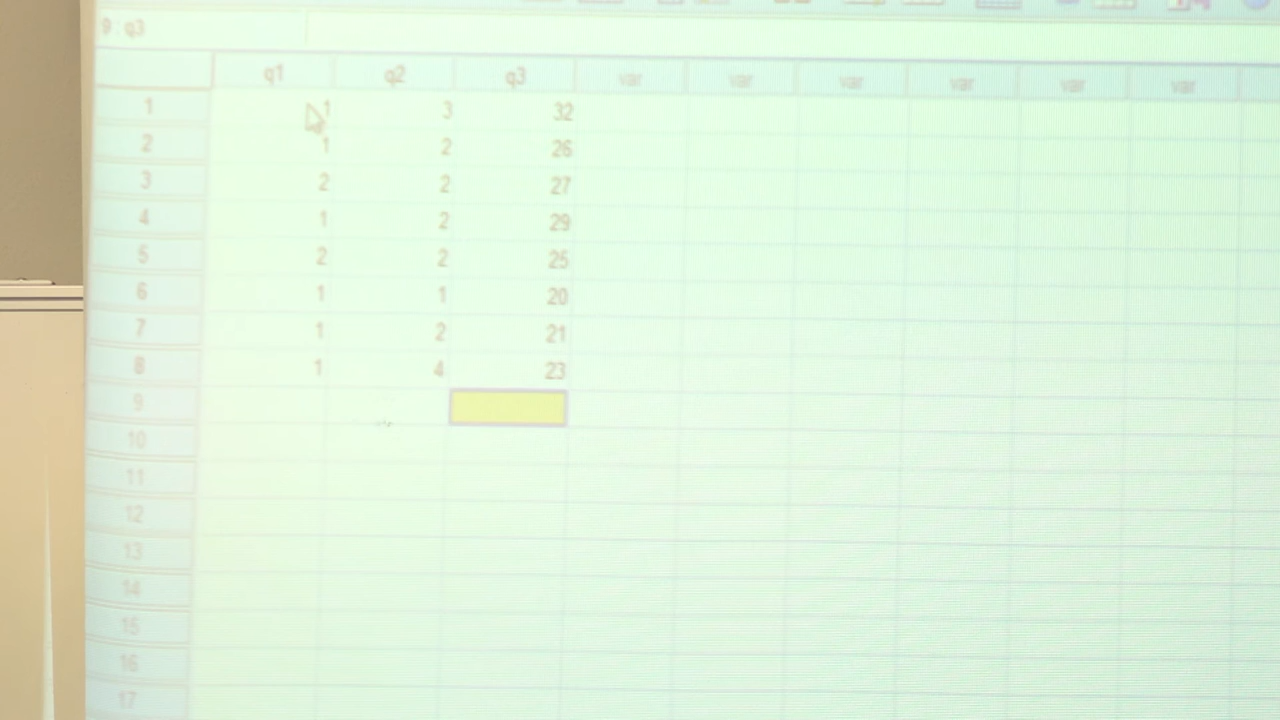 9 : q3
q1 q2 q3 var var var var var var
1 1 3 32
2 1 2 26
3 2 2 27
4 1 2 29
5 2 2 25
6 1 1 20
7 1 2 21
8 1 4 23
9
10
11
12
13
14
15
16
17